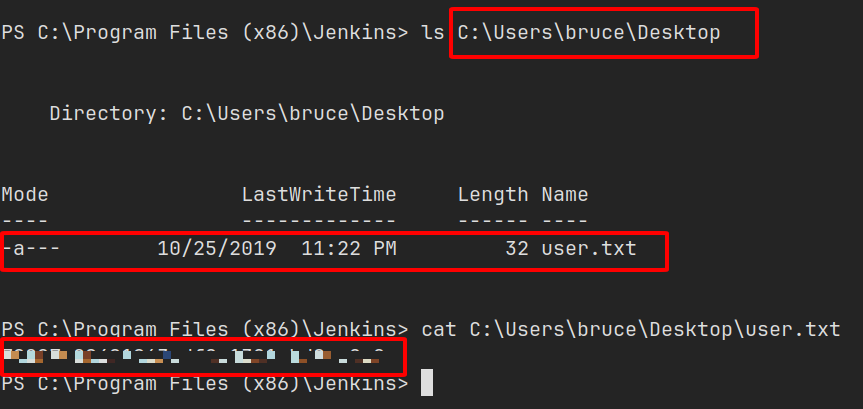 PS C:\Program Files (x86)\Jenkins> ls C:\Users\bruce\Desktop
Directory: C:\Users\bruce\Desktop
Mode LastWriteTime Length Name
---- ------------- ------ ----
-a--- 10/25/2019 11:22 PM 32 user.txt
PS C:\Program Files (x86)\Jenkins> cat C:\Users\bruce\Desktop\user.txt
PS C:\Program Files (x86)\Jenkins>